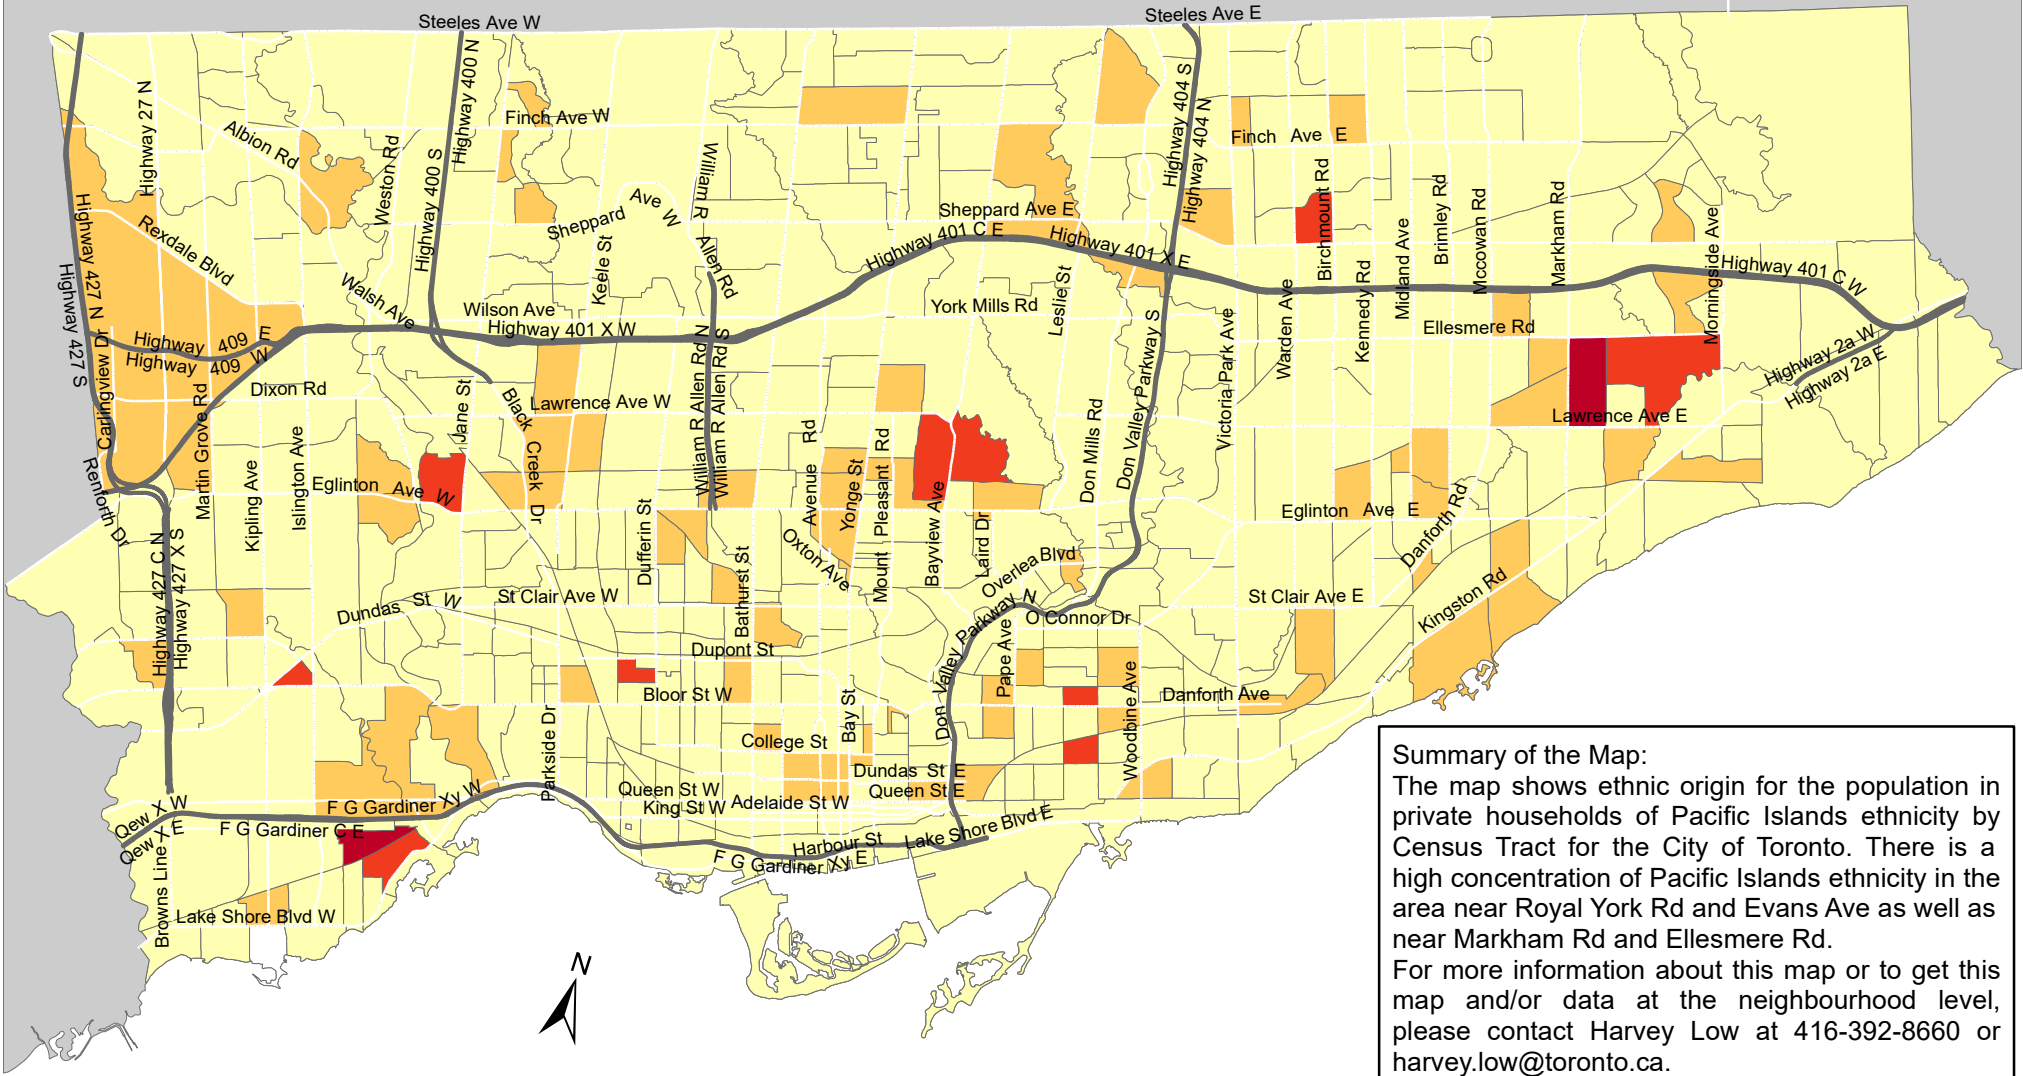 Steeles Ave W
Steeles Ave E
Highway 27 N
Albion Rd
Weston Rd
Highway 400 N
Highway 400 S
Finch Ave W
William R Allen Rd
Highway 404 S
Highway 404 N
Finch Ave E
Birchmount Rd
Sheppard Ave W
Keele St
Sheppard Ave E
Highway 401 C E
Highway 401 X E
Leslie St
Highway 427 N
Highway 427 S
Rexdale Blvd
Walsh Ave
Wilson Ave
Highway 401 X W
York Mills Rd
Warden Ave
Kennedy Rd
Midland Ave
Brimley Rd
Mccowan Rd
Markham Rd
Morningside Ave
Highway 401 C W
Ellesmere Rd
Highway 2a W
Highway 2a E
Highway 409 E
Highway 409 W
Carlingview Dr
Martin Grove Rd
Dixon Rd
Jane St
Black Creek Dr
Lawrence Ave W
William R Allen Rd N
William R Allen Rd S
Avenue Rd
Yonge St
Mount Pleasant Rd
Bayview Ave
Laird Dr
Don Mills Rd
Don Valley Parkway S
Victoria Park Ave
Lawrence Ave E
Renforth Dr
Kipling Ave
Islington Ave
Eglinton Ave W
Dufferin St
Bathurst St
Oxton Ave
Overlea Blvd
Eglinton Ave E
Danforth Rd
Highway 427 C N
Highway 427 X S
Dundas St W
St Clair Ave W
Don Valley Parkway N
O Connor Dr
St Clair Ave E
Kingston Rd
Dupont St
Bloor St W
Pape Ave
Woodbine Ave
Danforth Ave
Parkside Dr
College St
Bay St
Dundas St E
Queen St E
Queen St W
King St W
Adelaide St W
Qew X W
Qew X E
F G Gardiner Xy W
F G Gardiner C E
Browns Line
Lake Shore Blvd W
Harbour St
Lake Shore Blvd E
F G Gardiner Xy E
N
Summary of the Map:
The map shows ethnic origin for the population in
private households of Pacific Islands ethnicity by
Census Tract for the City of Toronto. There is a
high concentration of Pacific Islands ethnicity in the
area near Royal York Rd and Evans Ave as well as
near Markham Rd and Ellesmere Rd.
For more information about this map or to get this
map and/or data at the neighbourhood level,
please contact Harvey Low at 416-392-8660 or
harvey.low@toronto.ca.